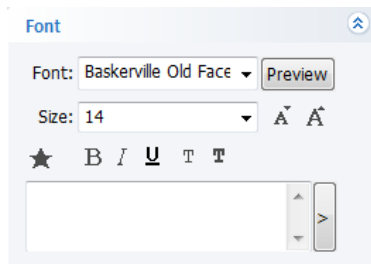 Font
Font: Baskerville Old Face Preview
Size: 14 A A
B I U T T
>